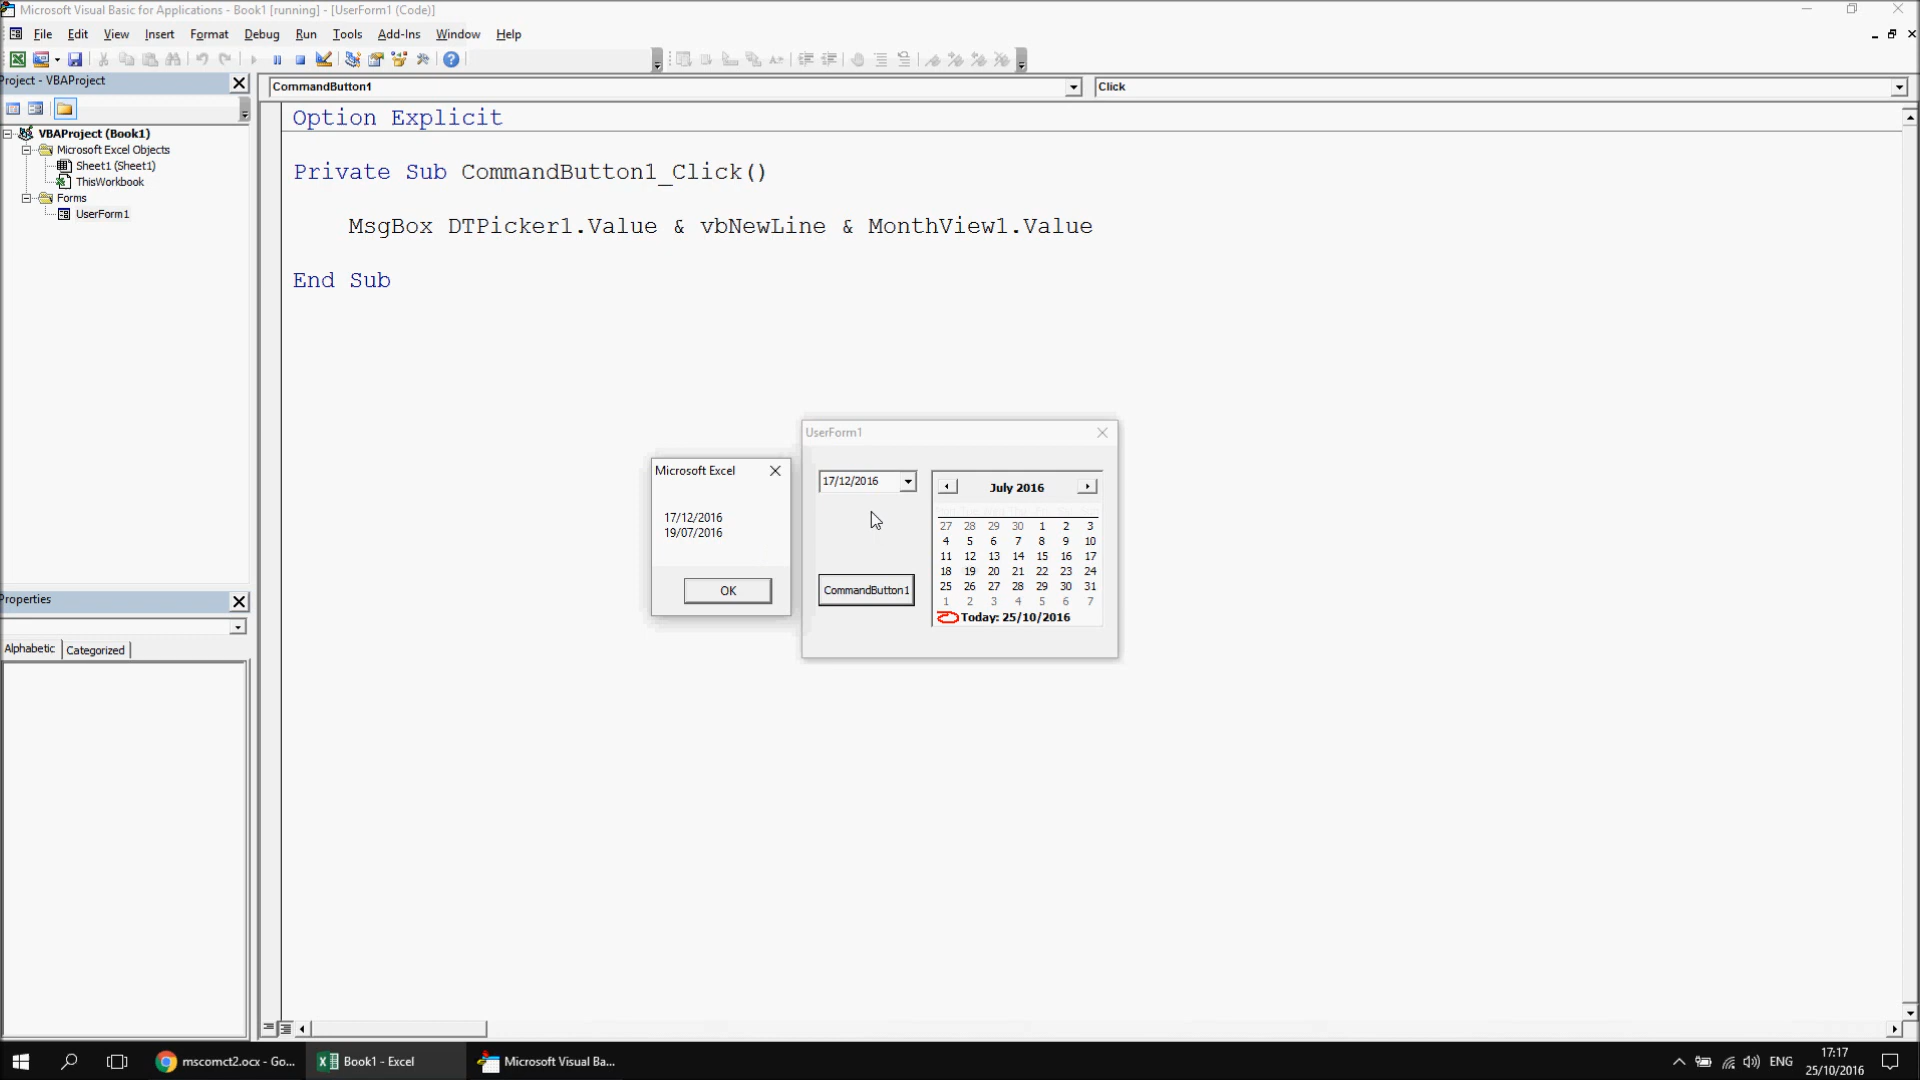 Microsoft Visual Basic for Applications - Book1 [running] - [UserForm1 (Code)]
File Edit View Insert Format Debug Run Tools Add-Ins Window Help
Project - VBAProject
CommandButton1
Click
VBAProject (Book1)
Microsoft Excel Objects
Sheet1 (Sheet1)
ThisWorkbook
Forms
UserForm1
Option Explicit
Private Sub CommandButton1_Click()
MsgBox DTPicker1.Value & vbNewLine & MonthView1.Value
End Sub
Microsoft Excel
17/12/2016
19/07/2016
OK
UserForm1
17/12/2016
CommandButton1
July 2016
27 28 29 30 1 2 3
4 5 6 7 8 9 10
11 12 13 14 15 16 17
18 19 20 21 22 23 24
25 26 27 28 29 30 31
1 2 3 4 5 6 7
Today: 25/10/2016
Properties
Alphabetic Categorized
mscomct2.ocx - Go...
Book1 - Excel
Microsoft Visual Ba...
ENG
17:17
25/10/2016